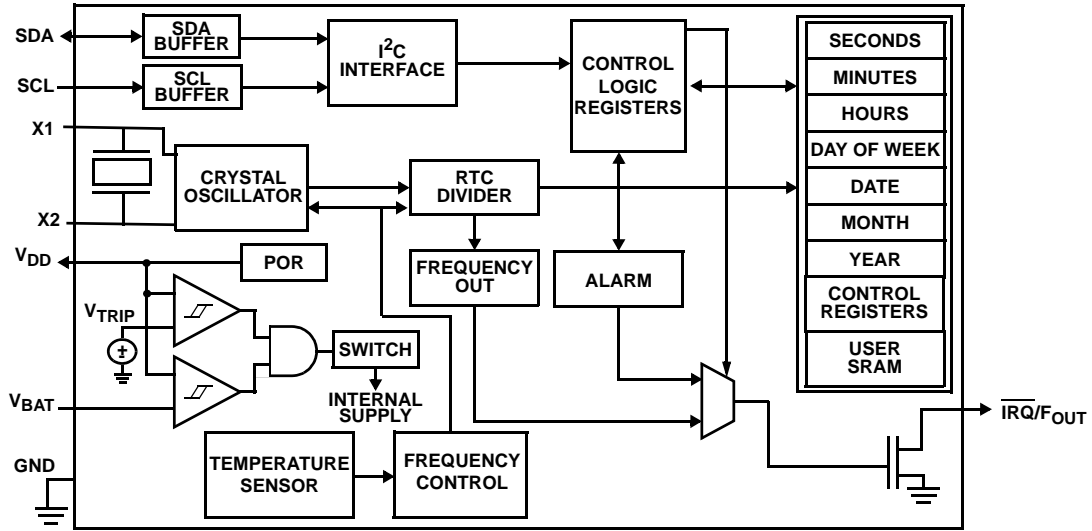 SDA
SDA
BUFFER
SCL
SCL
BUFFER
I²C
INTERFACE
CONTROL
LOGIC
REGISTERS
SECONDS
MINUTES
HOURS
DAY OF WEEK
DATE
MONTH
YEAR
CONTROL
REGISTERS
USER
SRAM
X1
X2
CRYSTAL
OSCILLATOR
RTC
DIVIDER
VDD
POR
FREQUENCY
OUT
ALARM
VTRIP
SWITCH
INTERNAL
SUPPLY
VBAT
GND
TEMPERATURE
SENSOR
FREQUENCY
CONTROL
I̅R̅Q̅/FOUT